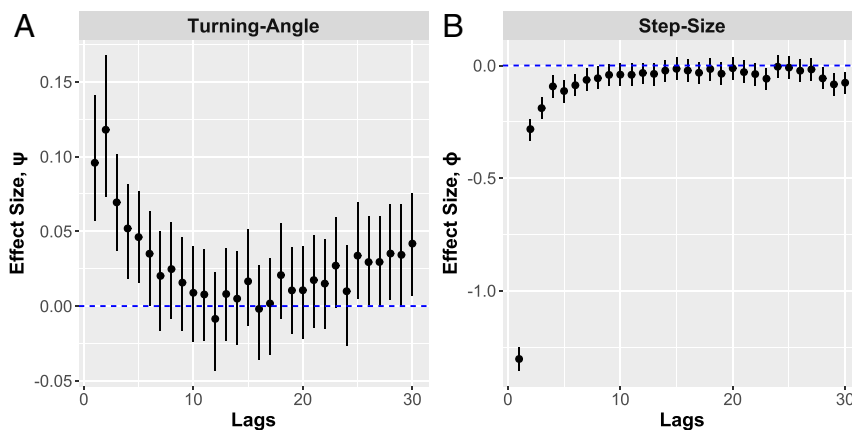 A
Turning-Angle
Effect Size, ψ
0.15
0.10
0.05
0.00
-0.05
0
10
20
30
Lags
B
Step-Size
Effect Size, ϕ
0.0
-0.5
-1.0
0
10
20
30
Lags